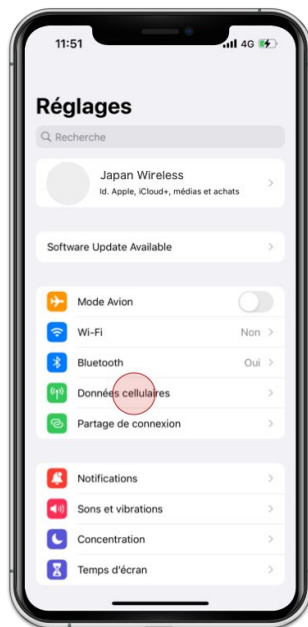 11:51
4G
Réglages
Recherche
Japan Wireless
Id. Apple, iCloud+, médias et achats
Software Update Available
Mode Avion
Wi-Fi Non
Bluetooth Oui
Données cellulaires
Partage de connexion
Notifications
Sons et vibrations
Concentration
Temps d'écran